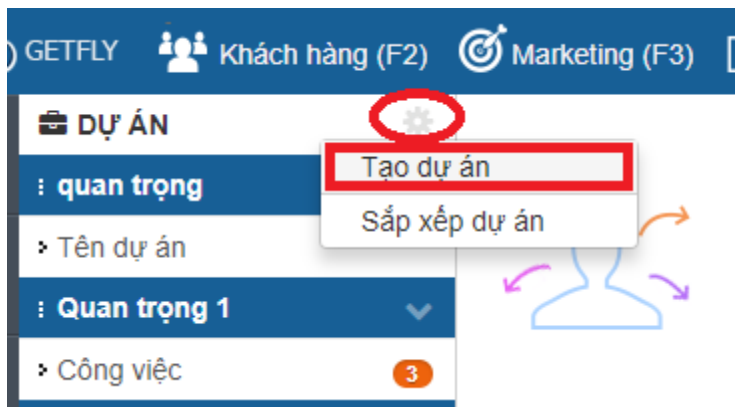 GETFLY Khách hàng (F2) Marketing (F3)
DỰ ÁN
Tạo dự án
quan trọng
Sắp xếp dự án
Tên dự án
Quan trọng 1
Công việc 3